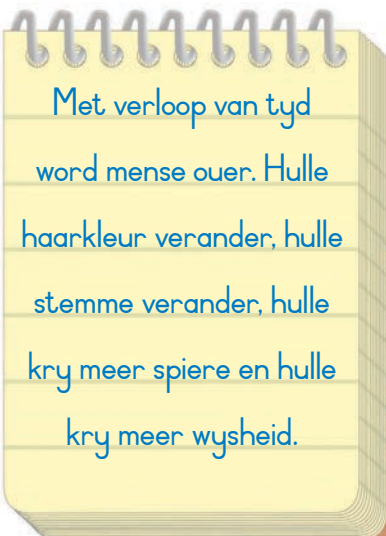 Met verloop van tyd
word mense ouer. Hulle
haarkleur verander, hulle
stemme verander, hulle
kry meer spiere en hulle
kry meer wysheid.